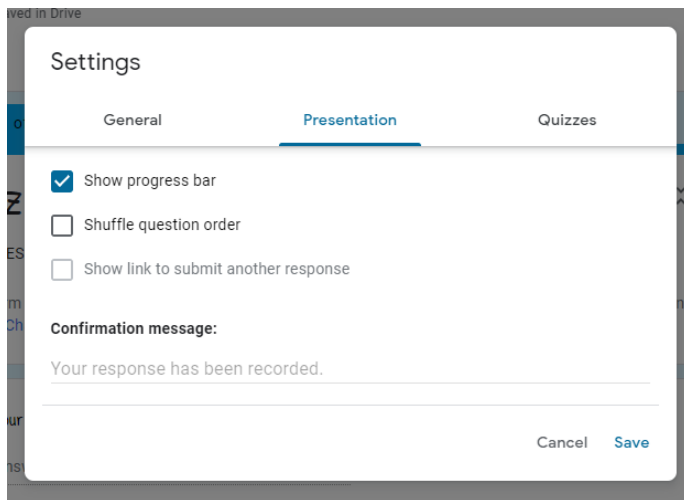 aved in Drive
Settings
General Presentation Quizzes
Show progress bar
Shuffle question order
Show link to submit another response
Confirmation message:
Your response has been recorded.
Cancel Save